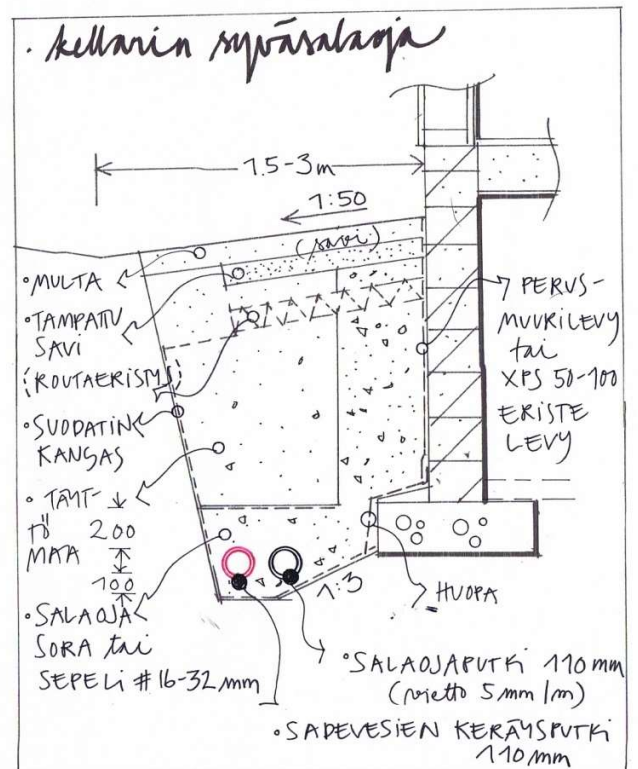 • kellarin syväsalaoja
1.5-3m
1:50
(savi)
• MULTA
• TAMPATTU
SAVI
(ROUTAERISTYS)
• SUODATIN
KANGAS
• TÄYT-
TÖ
MAA
200
100
• SALAOJA
SORA tai
SEPELI #16-32 mm
PERUS-
MUURILEVY
tai
XPS 50-100
ERISTE
LEVY
1:3
HUOPA
• SALAOJAPUTKI 110 mm
(vietto 5 mm/m)
• SADEVESIEN KERÄYSPUTKI
110 mm